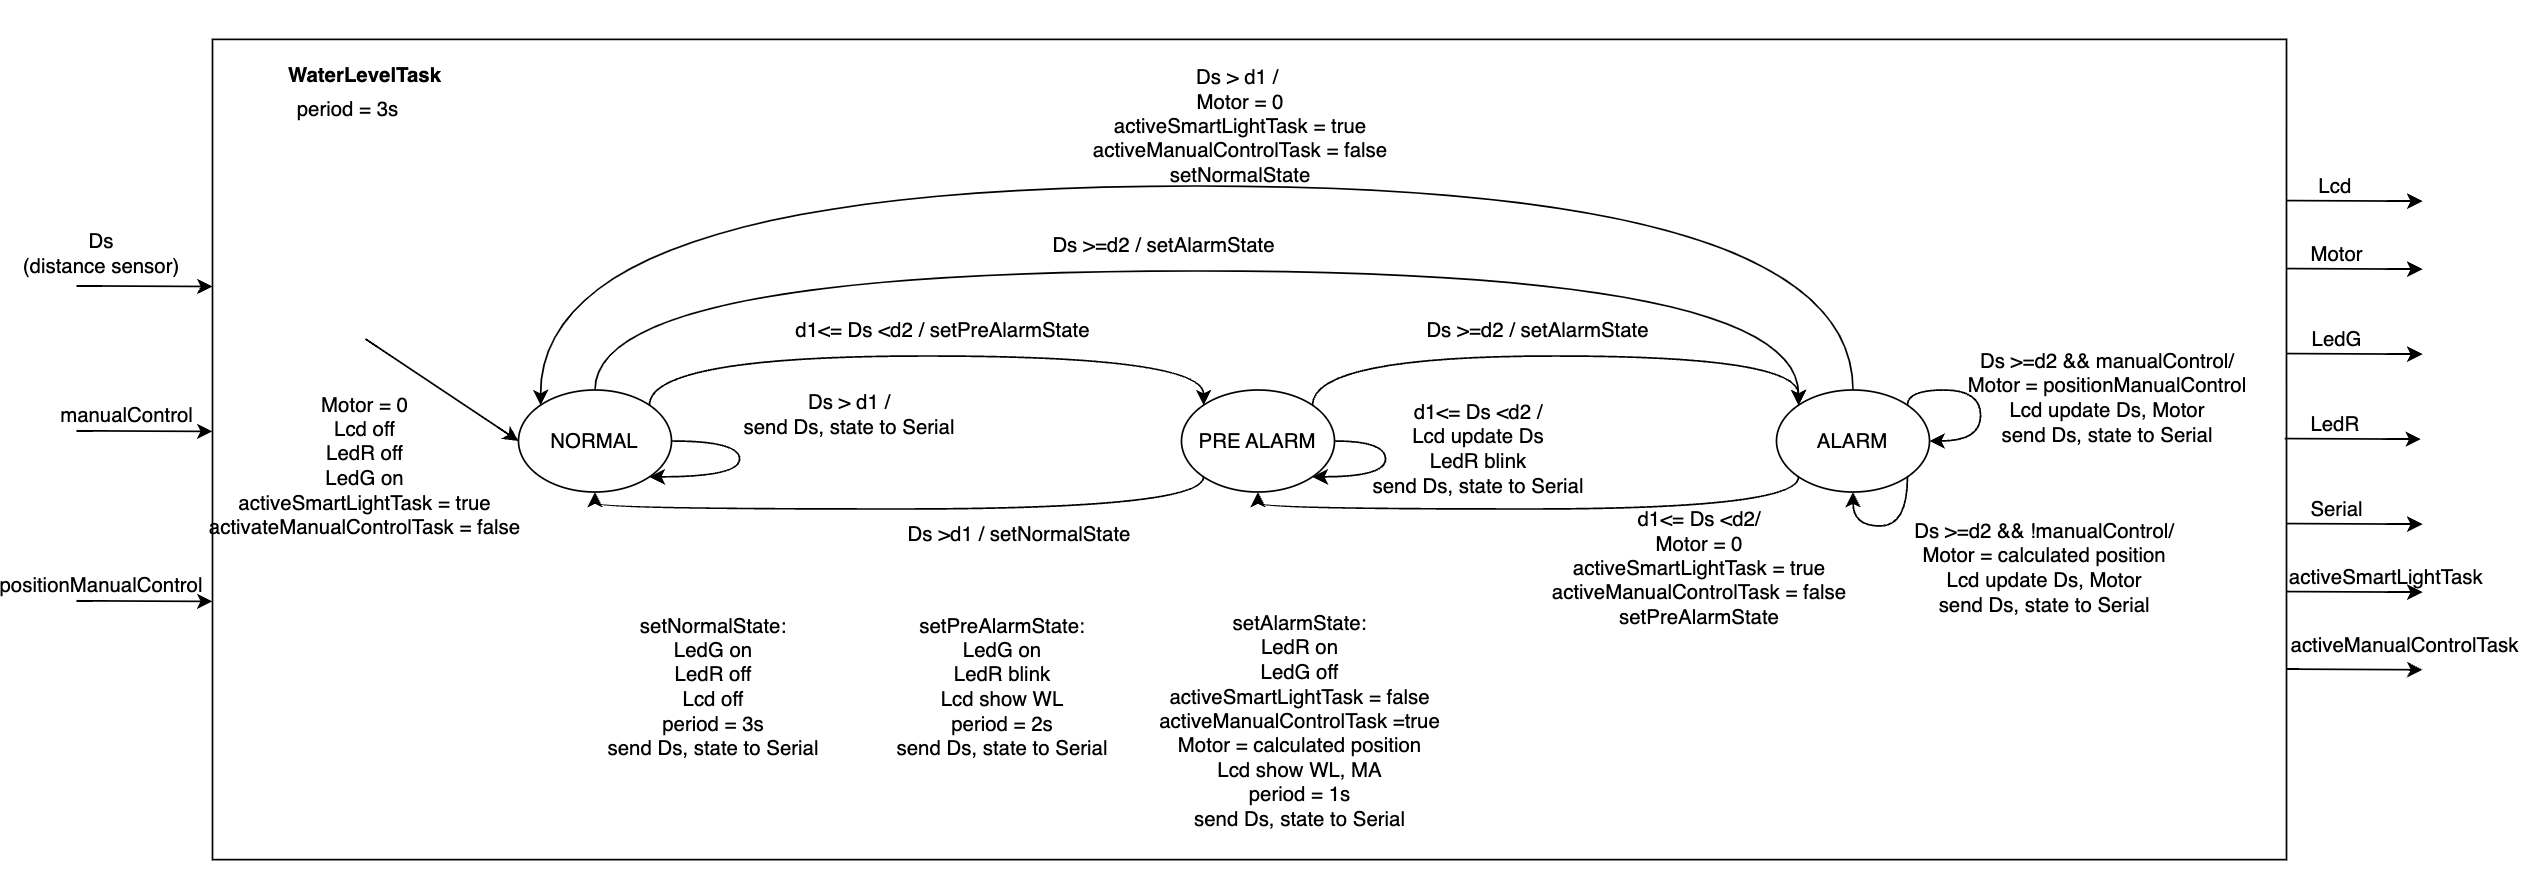 WaterLevelTask
period = 3s
Ds > d1 /
Motor = 0
activeSmartLightTask = true
activeManualControlTask = false
setNormalState
Ds >=d2 / setAlarmState
d1<= Ds <d2 / setPreAlarmState
Ds >=d2 / setAlarmState
Ds
(distance sensor)
manualControl
positionManualControl
Motor = 0
Lcd off
LedR off
LedG on
activeSmartLightTask = true
activateManualControlTask = false
NORMAL
Ds > d1 /
send Ds, state to Serial
PRE ALARM
d1<= Ds <d2 /
Lcd update Ds
LedR blink
send Ds, state to Serial
ALARM
Ds >=d2 && manualControl/
Motor = positionManualControl
Lcd update Ds, Motor
send Ds, state to Serial
Ds >=d2 && !manualControl/
Motor = calculated position
Lcd update Ds, Motor
send Ds, state to Serial
Ds >d1 / setNormalState
d1<= Ds <d2/
Motor = 0
activeSmartLightTask = true
activeManualControlTask = false
setPreAlarmState
setNormalState:
LedG on
LedR off
Lcd off
period = 3s
send Ds, state to Serial
setPreAlarmState:
LedG on
LedR blink
Lcd show WL
period = 2s
send Ds, state to Serial
setAlarmState:
LedR on
LedG off
activeSmartLightTask = false
activeManualControlTask =true
Motor = calculated position
Lcd show WL, MA
period = 1s
send Ds, state to Serial
Lcd
Motor
LedG
LedR
Serial
activeSmartLightTask
activeManualControlTask